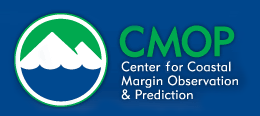 CMOP
Center for Coastal
Margin Observation
& Prediction